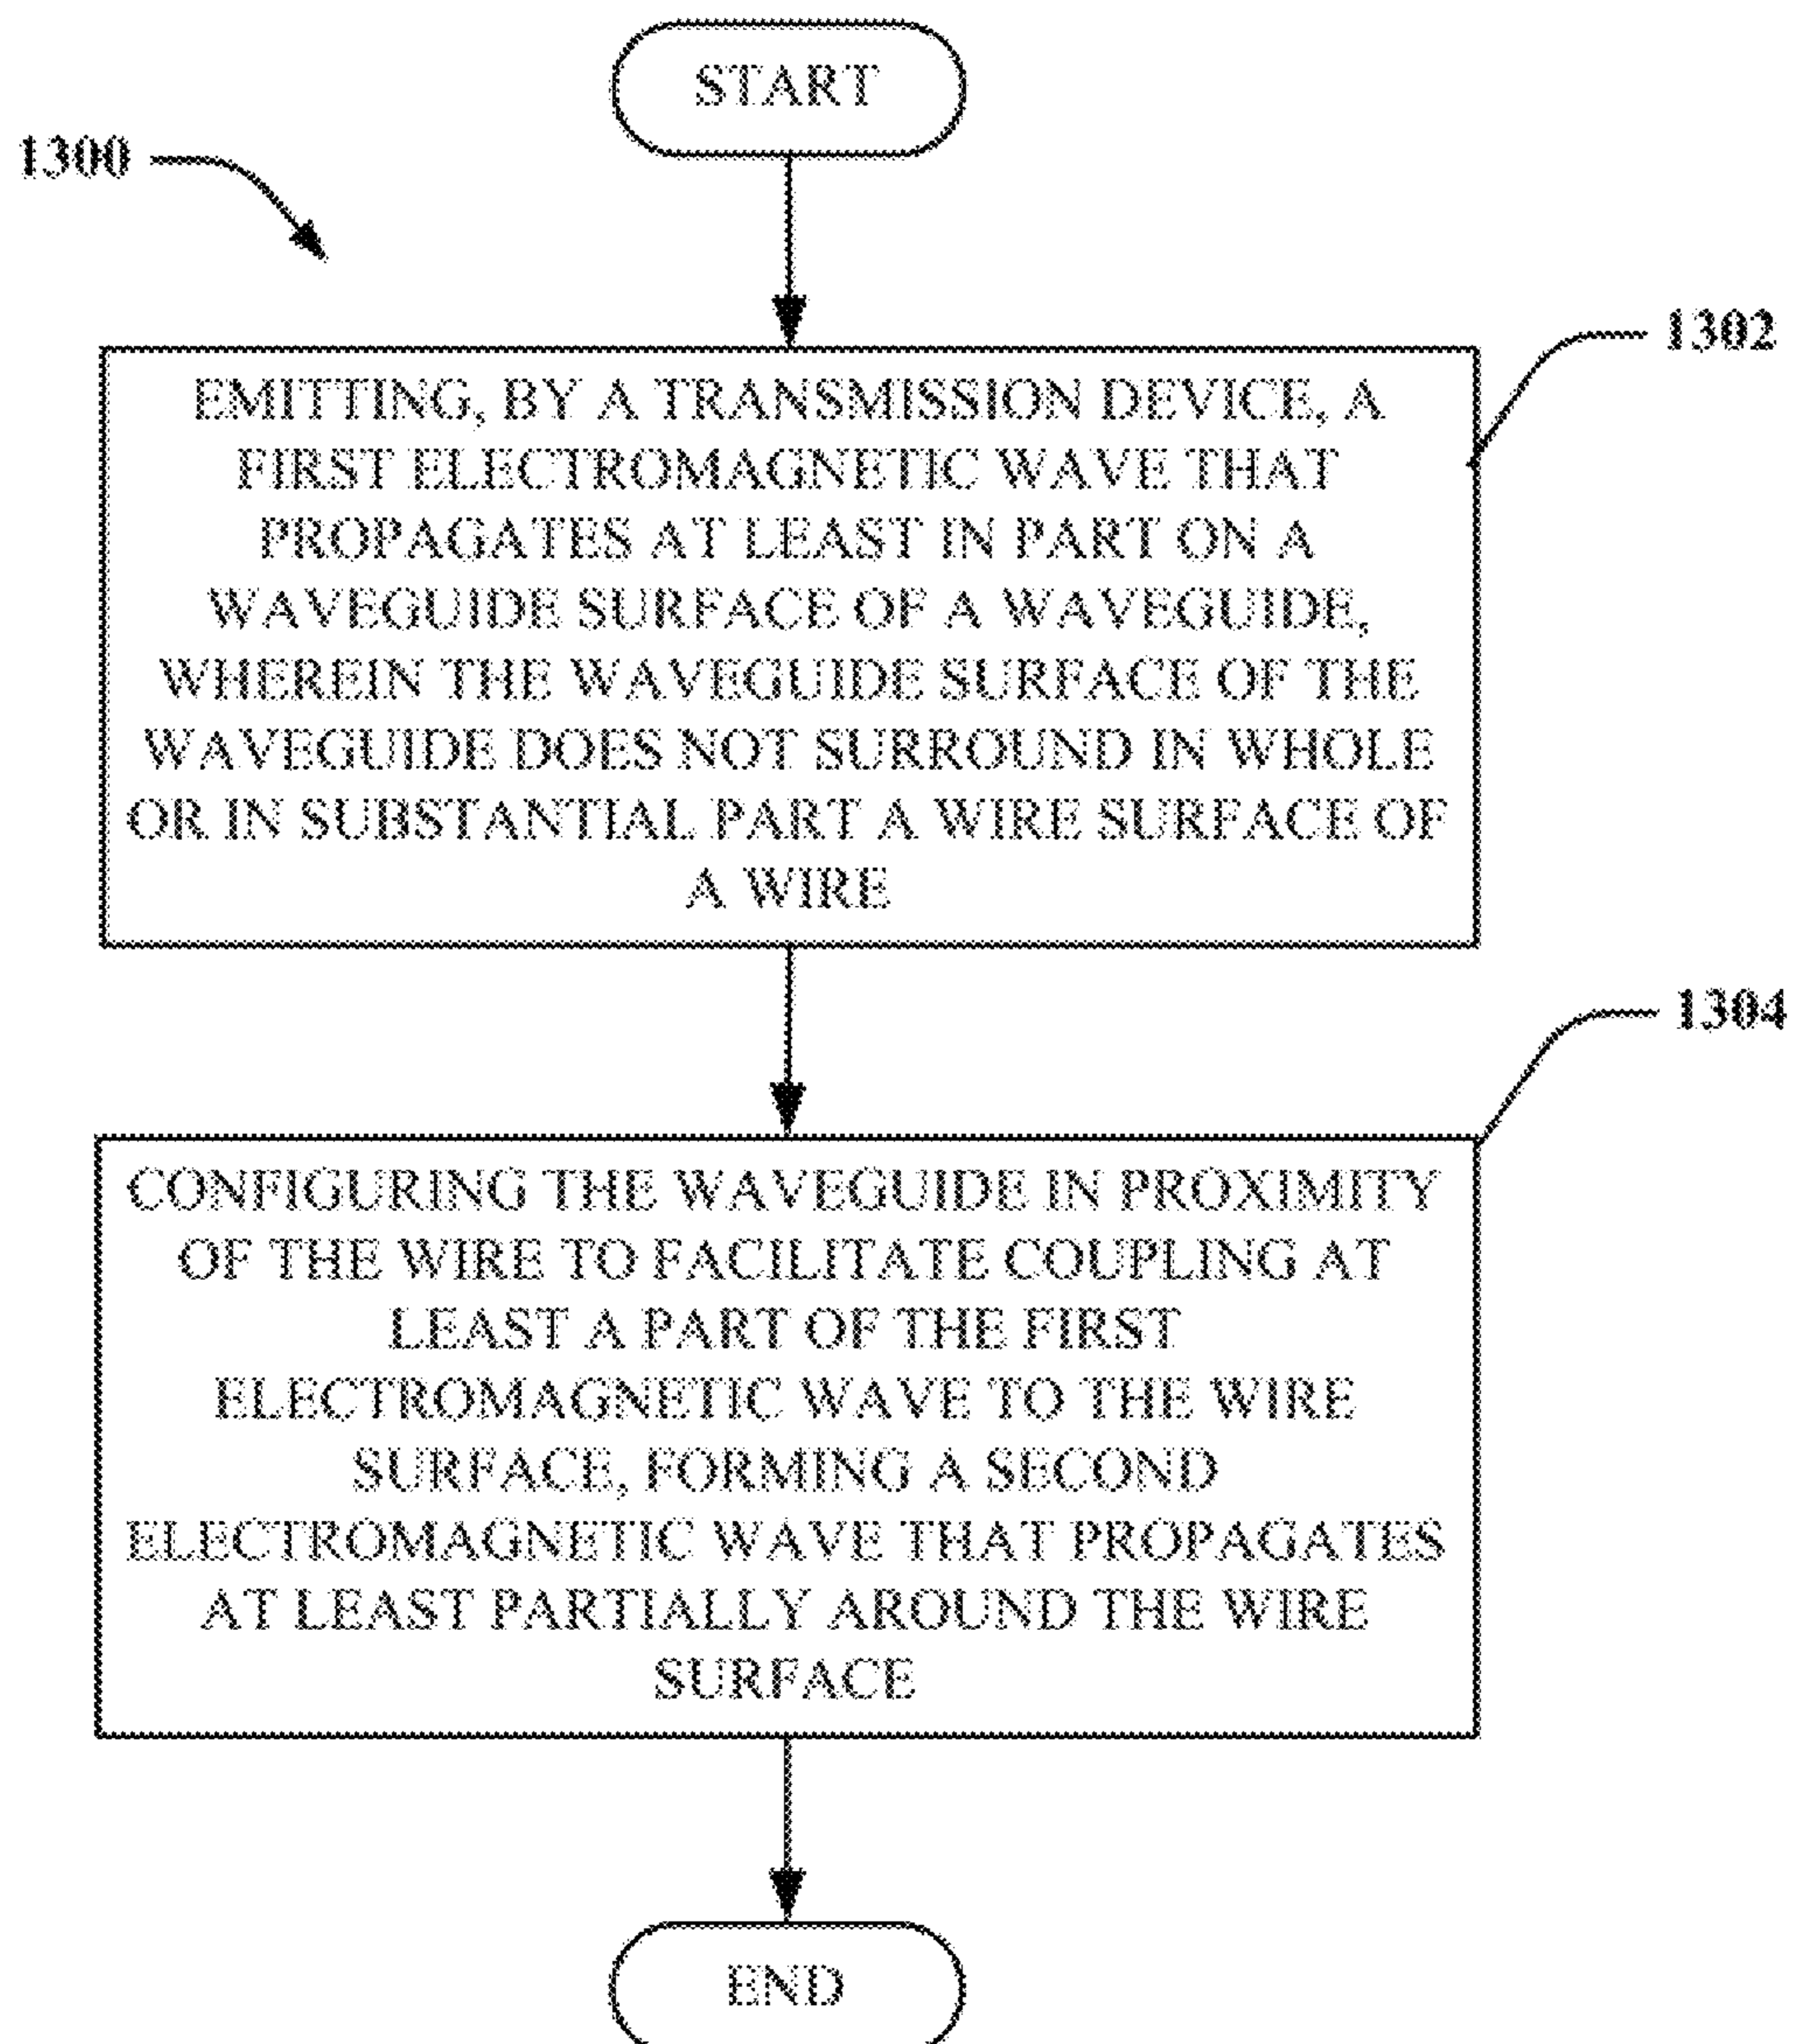 START
1300
1302
EMITTING, BY A TRANSMISSION DEVICE, A
FIRST ELECTROMAGNETIC WAVE THAT
PROPAGATES AT LEAST IN PART ON A
WAVEGUIDE SURFACE OF A WAVEGUIDE,
WHEREIN THE WAVEGUIDE SURFACE OF THE
WAVEGUIDE DOES NOT SURROUND IN WHOLE
OR IN SUBSTANTIAL PART A WIRE SURFACE OF
A WIRE
1304
CONFIGURING THE WAVEGUIDE IN PROXIMITY
OF THE WIRE TO FACILITATE COUPLING AT
LEAST A PART OF THE FIRST
ELECTROMAGNETIC WAVE TO THE WIRE
SURFACE, FORMING A SECOND
ELECTROMAGNETIC WAVE THAT PROPAGATES
AT LEAST PARTIALLY AROUND THE WIRE
SURFACE
END